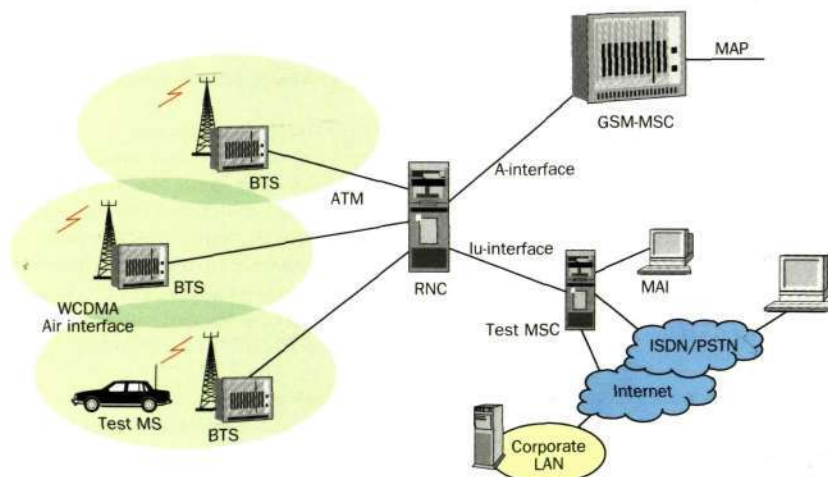 MAP
GSM-MSC
A-interface
BTS
ATM
Iu-interface
BTS
RNC
MAI
WCDMA
Air interface
Test MSC
ISDN/PSTN
Internet
Test MS
BTS
Corporate
LAN